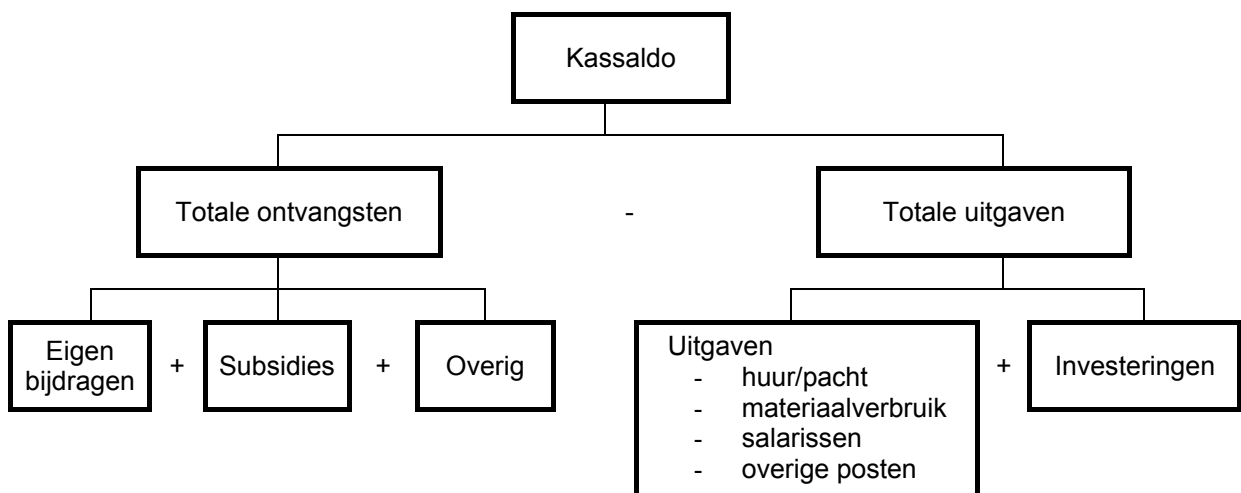 Kassaldo
Totale ontvangsten
-
Totale uitgaven
Eigen
bijdragen
+
Subsidies
+
Overig
Uitgaven
- huur/pacht
- materiaalverbruik
- salarissen
- overige posten
+
Investeringen